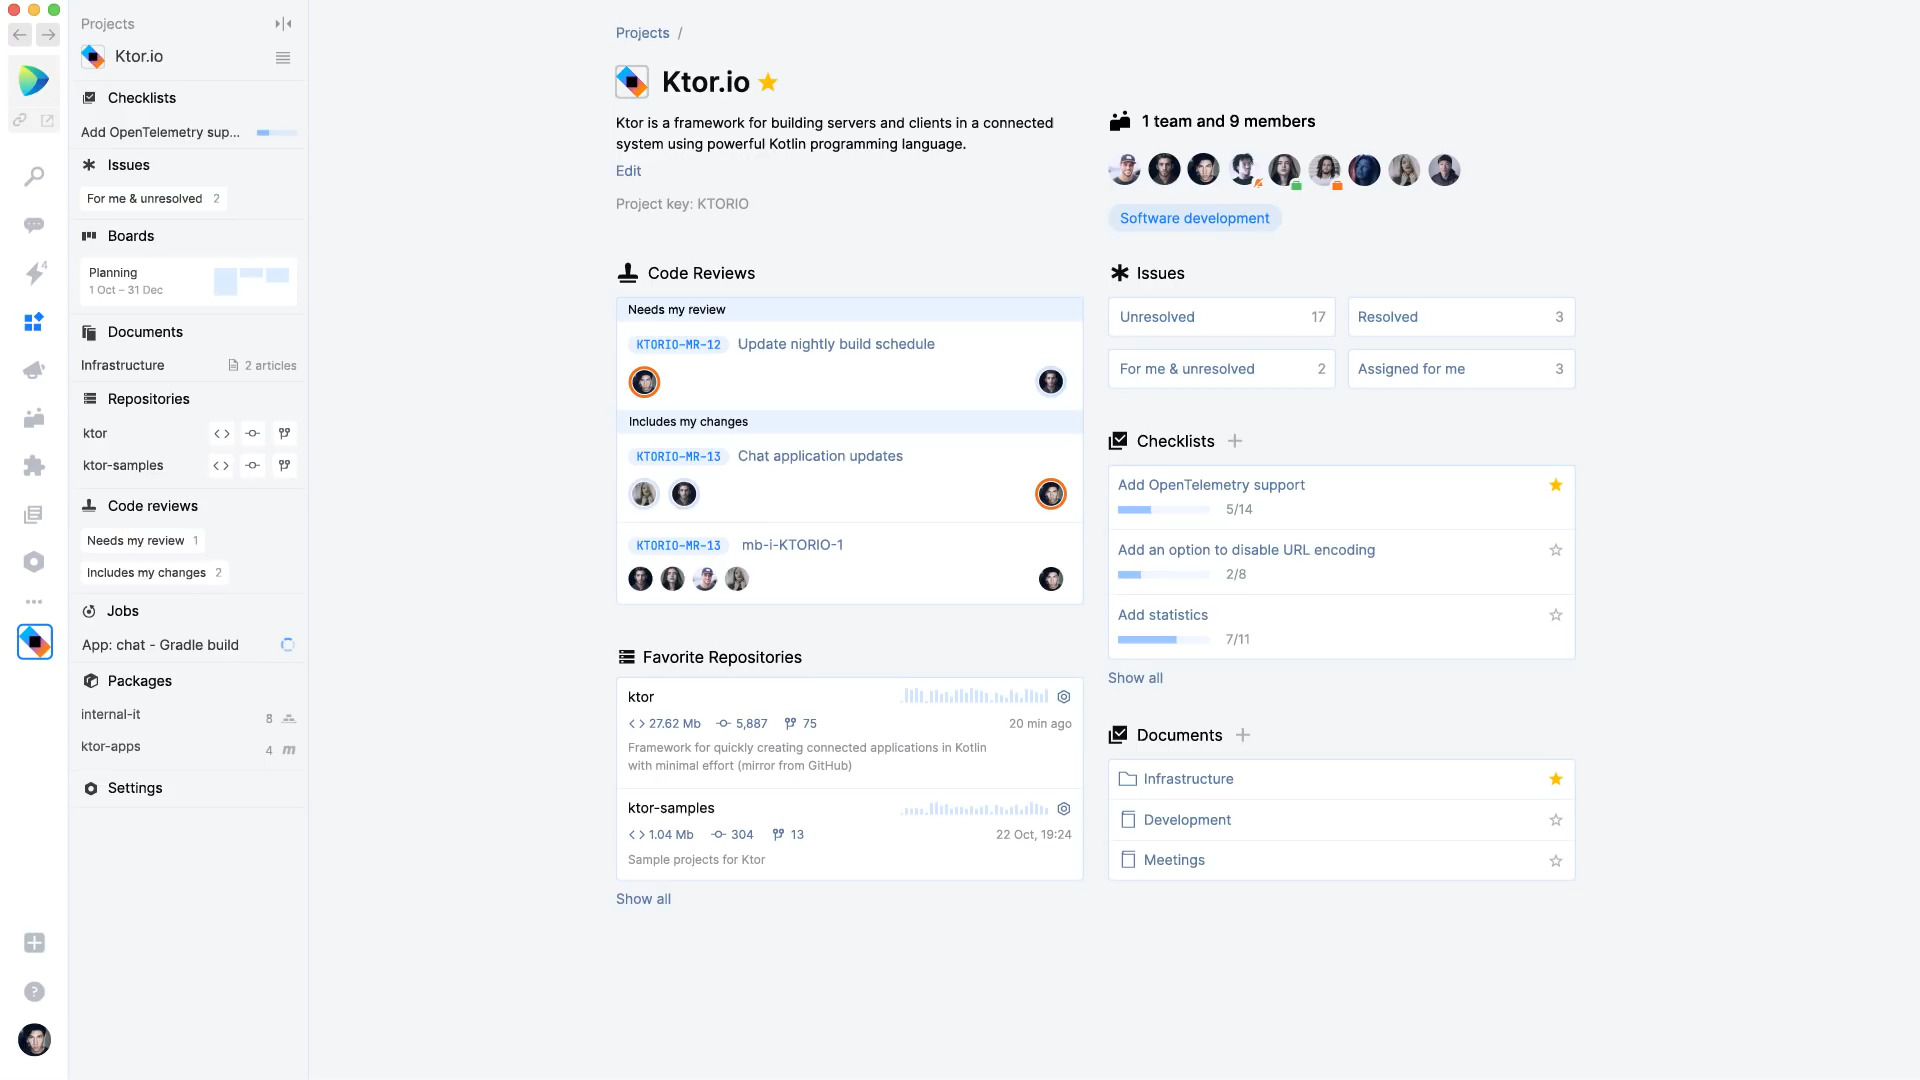 Projects
Ktor.io
Checklists
Add OpenTelemetry sup...
Issues
For me & unresolved 2
Boards
Planning
1 Oct – 31 Dec
Documents
Infrastructure 2 articles
Repositories
ktor
ktor-samples
Code reviews
Needs my review 1
Includes my changes 2
Jobs
App: chat - Gradle build
Packages
internal-it 8
ktor-apps 4 m
Settings
4
?
Projects /
Ktor.io
Ktor is a framework for building servers and clients in a connected
system using powerful Kotlin programming language.
Edit
Project key: KTORIO
1 team and 9 members
Software development
Code Reviews
Needs my review
KTORIO-MR-12 Update nightly build schedule
Includes my changes
KTORIO-MR-13 Chat application updates
KTORIO-MR-13 mb-i-KTORIO-1
Favorite Repositories
ktor
27.62 Mb 5,887 75 20 min ago
Framework for quickly creating connected applications in Kotlin
with minimal effort (mirror from GitHub)
ktor-samples
1.04 Mb 304 13 22 Oct, 19:24
Sample projects for Ktor
Show all
Issues
Unresolved 17
Resolved 3
For me & unresolved 2
Assigned for me 3
Checklists
Add OpenTelemetry support
5/14
Add an option to disable URL encoding
2/8
Add statistics
7/11
Show all
Documents
Infrastructure
Development
Meetings